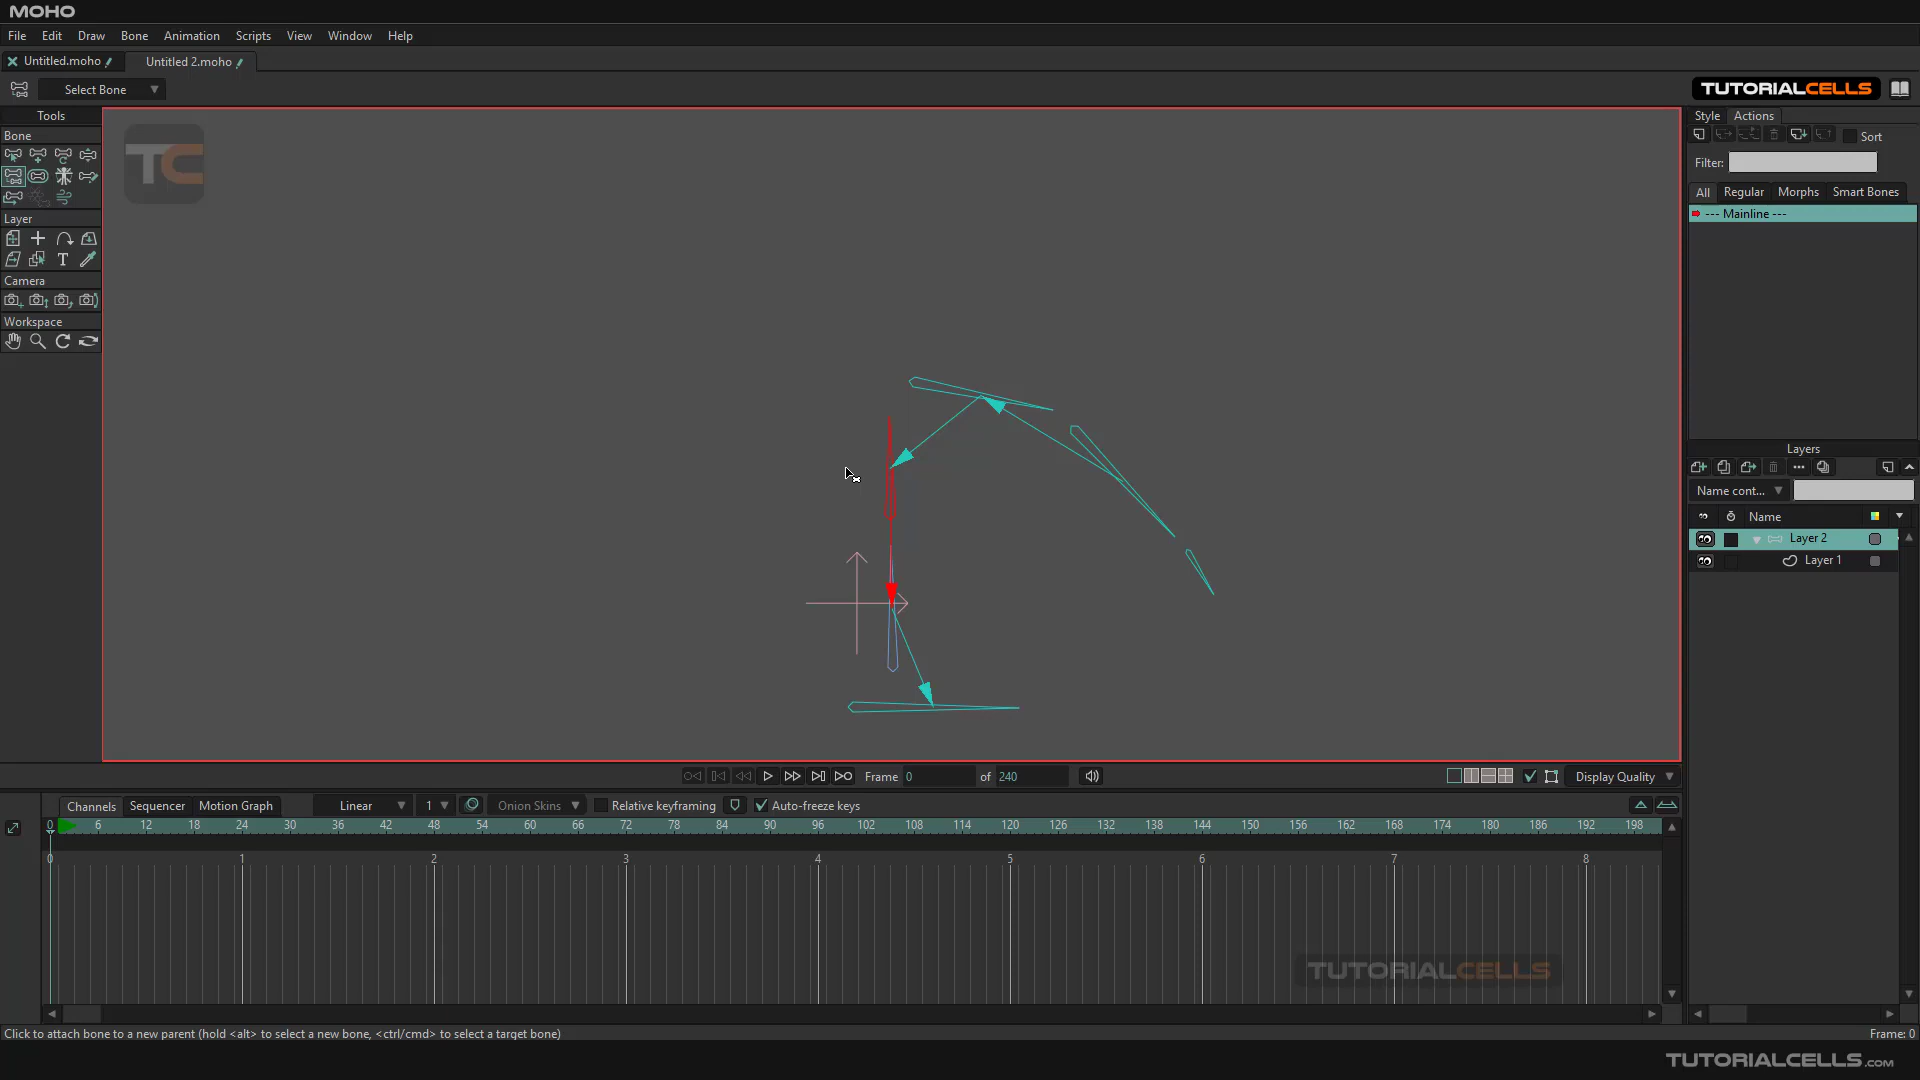 MOHO
File Edit Draw Bone Animation Scripts View Window Help
Untitled.moho Untitled 2.moho
Select Bone
TUTORIALCELLS
Tools
Bone
Layer
T
Camera
Workspace
TC
Style Actions
Sort
Filter:
All Regular Morphs Smart Bones
--- Mainline ---
Layers
Name cont...
Name
Layer 2
Layer 1
Frame 0 of 240
Display Quality
Channels Sequencer Motion Graph Linear 1 Onion Skins Relative keyframing Auto-freeze keys
0 6 12 18 24 30 36 42 48 54 60 66 72 78 84 90 96 102 108 114 120 126 132 138 144 150 156 162 168 174 180 186 192 198
0 1 2 3 4 5 6 7 8
TUTORIALCELLS
Click to attach bone to a new parent (hold <alt> to select a new bone, <ctrl/cmd> to select a target bone)
Frame: 0
TUTORIALCELLS.COM